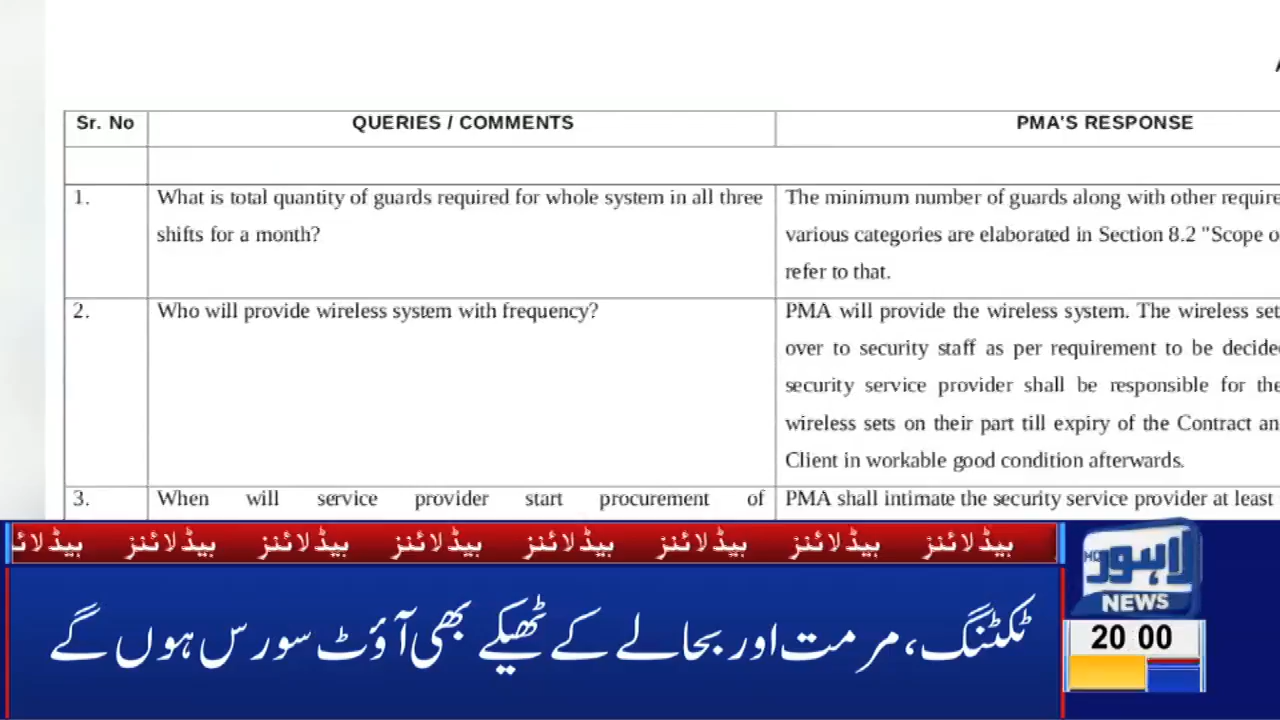 A
Sr. No
QUERIES / COMMENTS
PMA'S RESPONSE
1.
What is total quantity of guards required for whole system in all three
shifts for a month?
The minimum number of guards along with other require
various categories are elaborated in Section 8.2 "Scope o
refer to that.
2.
Who will provide wireless system with frequency?
PMA will provide the wireless system. The wireless set
over to security staff as per requirement to be decide
security service provider shall be responsible for the
wireless sets on their part till expiry of the Contract an
Client in workable good condition afterwards.
3.
When will service provider start procurement of
PMA shall intimate the security service provider at least
ہیڈلائنز ہیڈلائنز ہیڈلائنز ہیڈلائنز ہیڈلائنز ہیڈلائنز ہیڈلائنز ہیڈلائنز
ٹکٹنگ، مرمت اور بحالے کے ٹھیکے بھی آؤٹ سورس ہوں گے
لاہور HD
NEWS
20 00